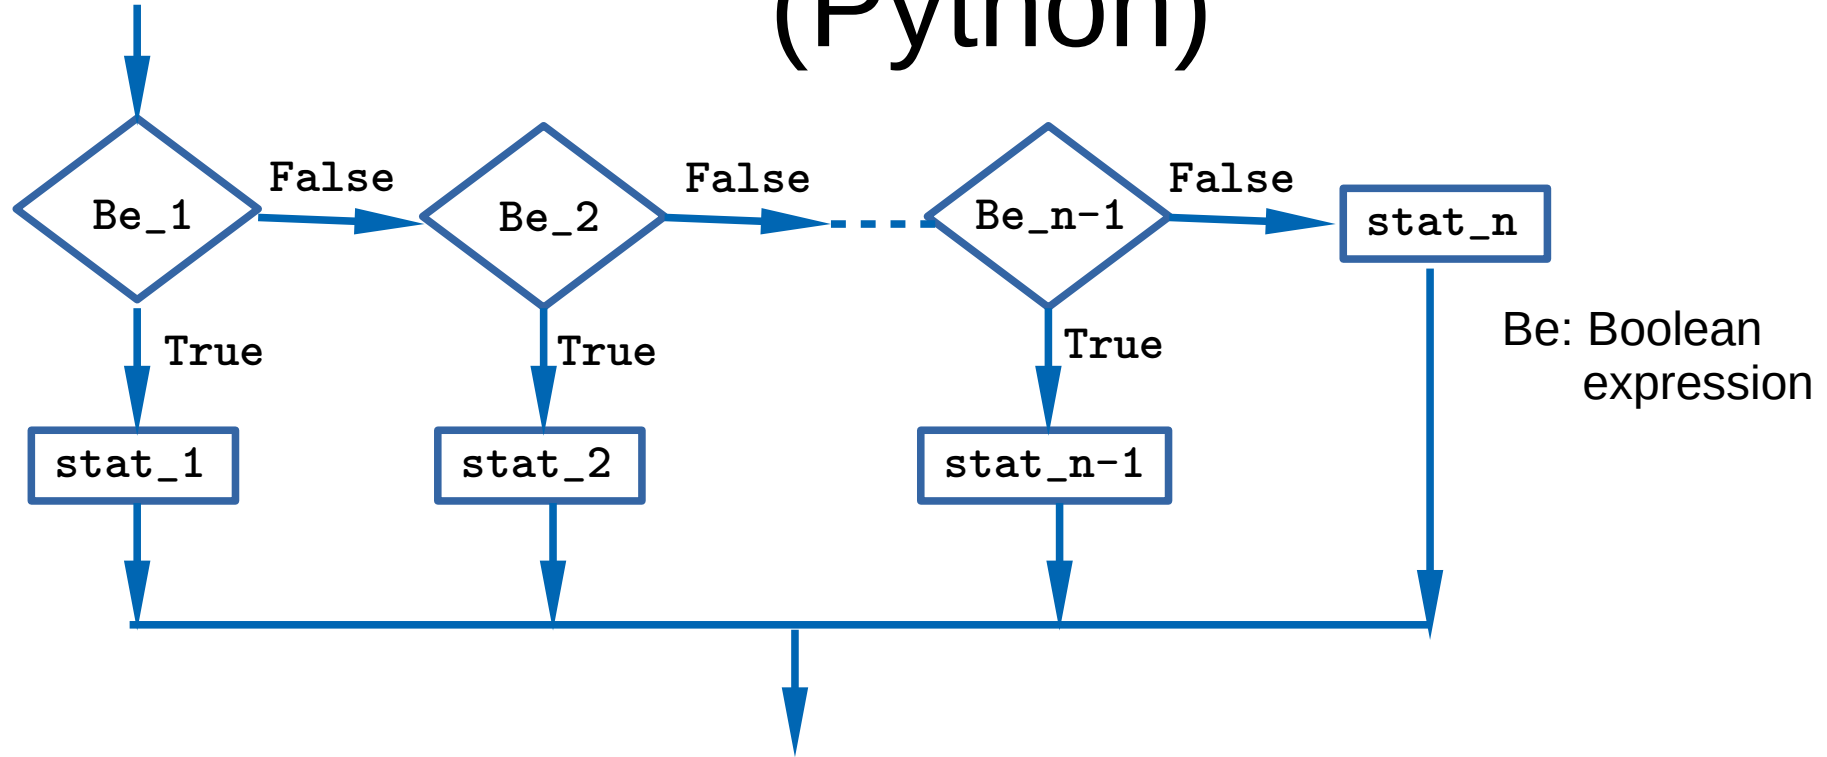 (Python)
Be_1
False
Be_2
False
Be_n-1
False
stat_n
True
True
True
Be: Boolean
expression
stat_1
stat_2
stat_n-1